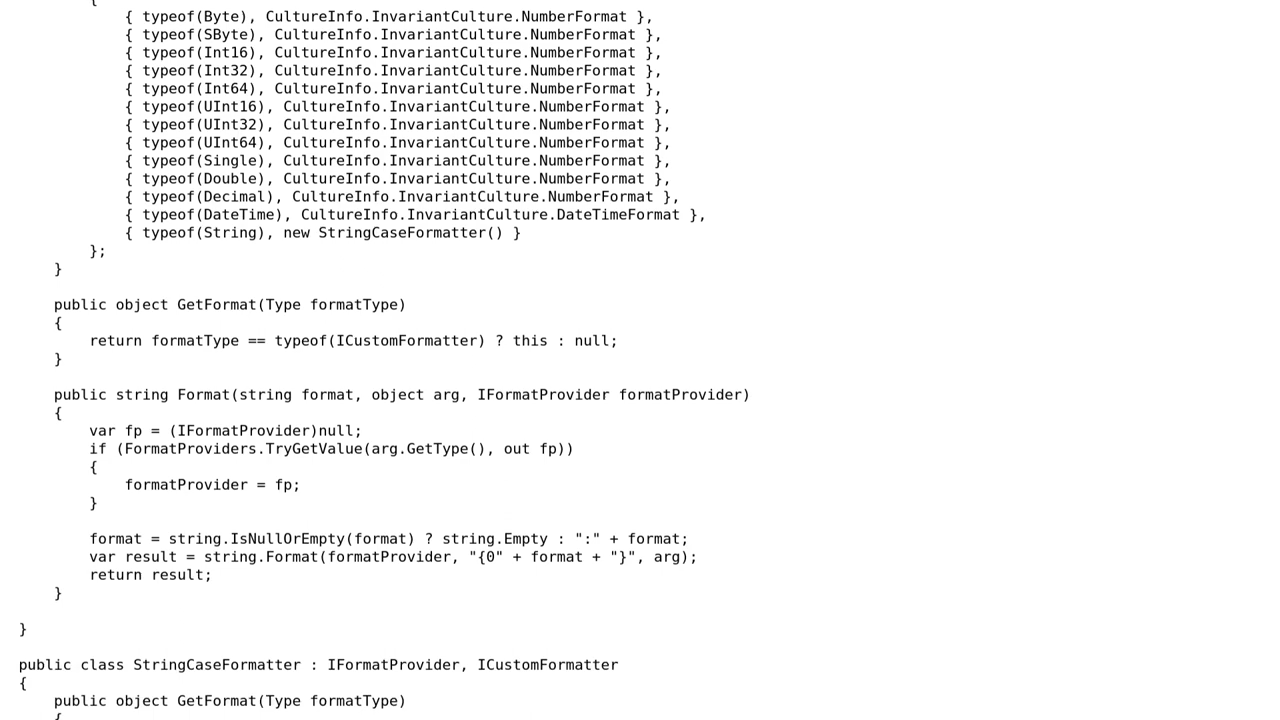 {
{ typeof(Byte), CultureInfo.InvariantCulture.NumberFormat },
{ typeof(SByte), CultureInfo.InvariantCulture.NumberFormat },
{ typeof(Int16), CultureInfo.InvariantCulture.NumberFormat },
{ typeof(Int32), CultureInfo.InvariantCulture.NumberFormat },
{ typeof(Int64), CultureInfo.InvariantCulture.NumberFormat },
{ typeof(UInt16), CultureInfo.InvariantCulture.NumberFormat },
{ typeof(UInt32), CultureInfo.InvariantCulture.NumberFormat },
{ typeof(UInt64), CultureInfo.InvariantCulture.NumberFormat },
{ typeof(Single), CultureInfo.InvariantCulture.NumberFormat },
{ typeof(Double), CultureInfo.InvariantCulture.NumberFormat },
{ typeof(Decimal), CultureInfo.InvariantCulture.NumberFormat },
{ typeof(DateTime), CultureInfo.InvariantCulture.DateTimeFormat },
{ typeof(String), new StringCaseFormatter() }
};
}
public object GetFormat(Type formatType)
{
return formatType == typeof(ICustomFormatter) ? this : null;
}
public string Format(string format, object arg, IFormatProvider formatProvider)
{
var fp = (IFormatProvider)null;
if (FormatProviders.TryGetValue(arg.GetType(), out fp))
{
formatProvider = fp;
}
format = string.IsNullOrEmpty(format) ? string.Empty : ":" + format;
var result = string.Format(formatProvider, "{0" + format + "}", arg);
return result;
}
}
public class StringCaseFormatter : IFormatProvider, ICustomFormatter
{
public object GetFormat(Type formatType)
{